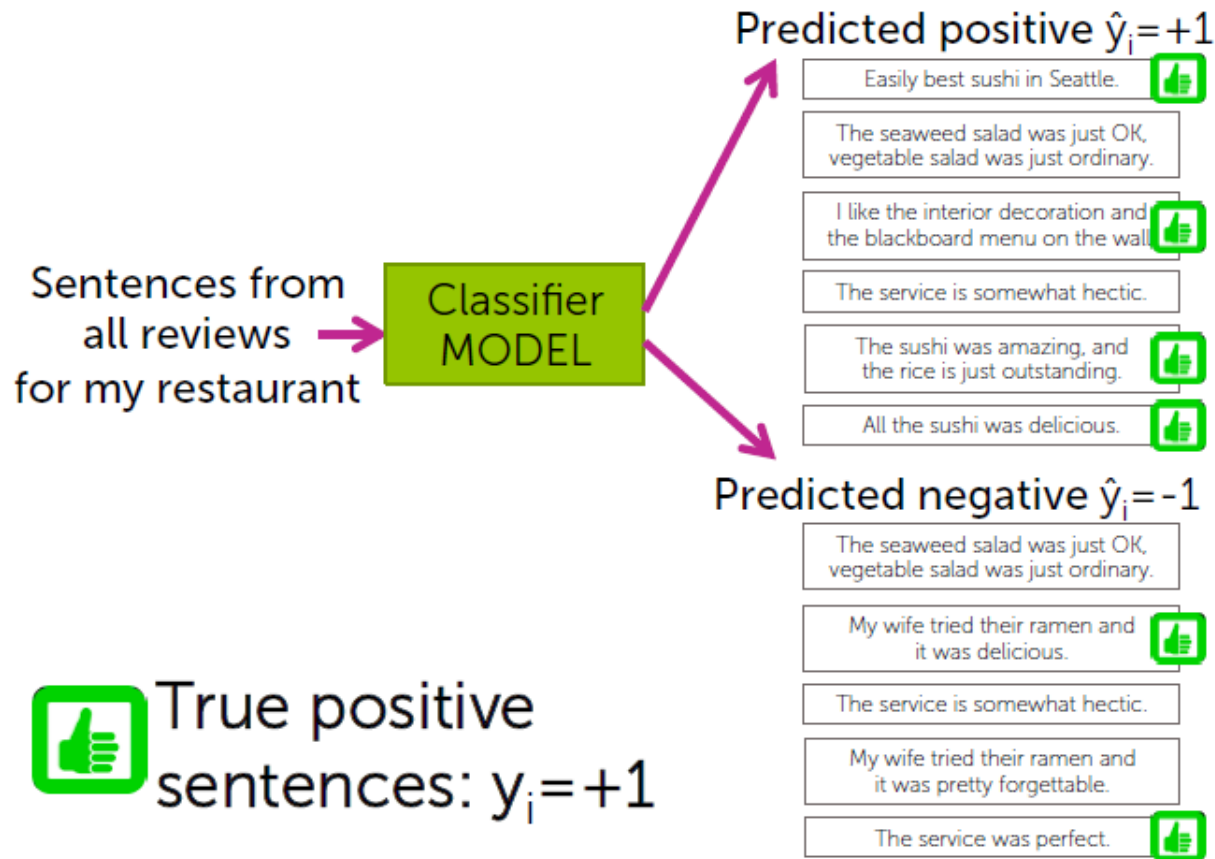 Predicted positive ŷi=+1
Easily best sushi in Seattle.
The seaweed salad was just OK,
vegetable salad was just ordinary.
I like the interior decoration and
the blackboard menu on the wall.
The service is somewhat hectic.
The sushi was amazing, and
the rice is just outstanding.
All the sushi was delicious.
Sentences from
all reviews
for my restaurant
Classifier
MODEL
Predicted negative ŷi=-1
The seaweed salad was just OK,
vegetable salad was just ordinary.
My wife tried their ramen and
it was delicious.
The service is somewhat hectic.
My wife tried their ramen and
it was pretty forgettable.
The service was perfect.
True positive
sentences: yi=+1